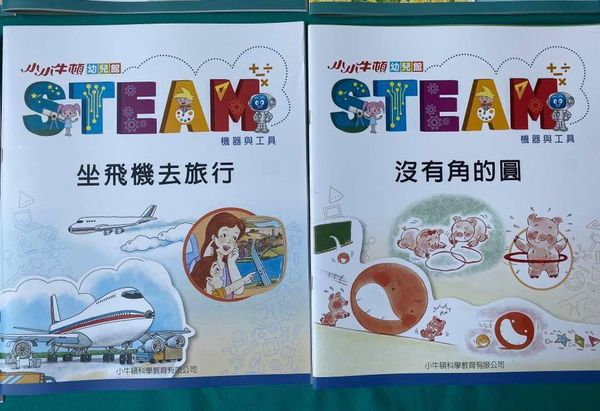 小小牛頓 幼兒館
STEAM
機器與工具
坐飛機去旅行
小牛頓科學教育有限公司
小小牛頓 幼兒館
STEAM
機器與工具
沒有角的圓
小牛頓科學教育有限公司